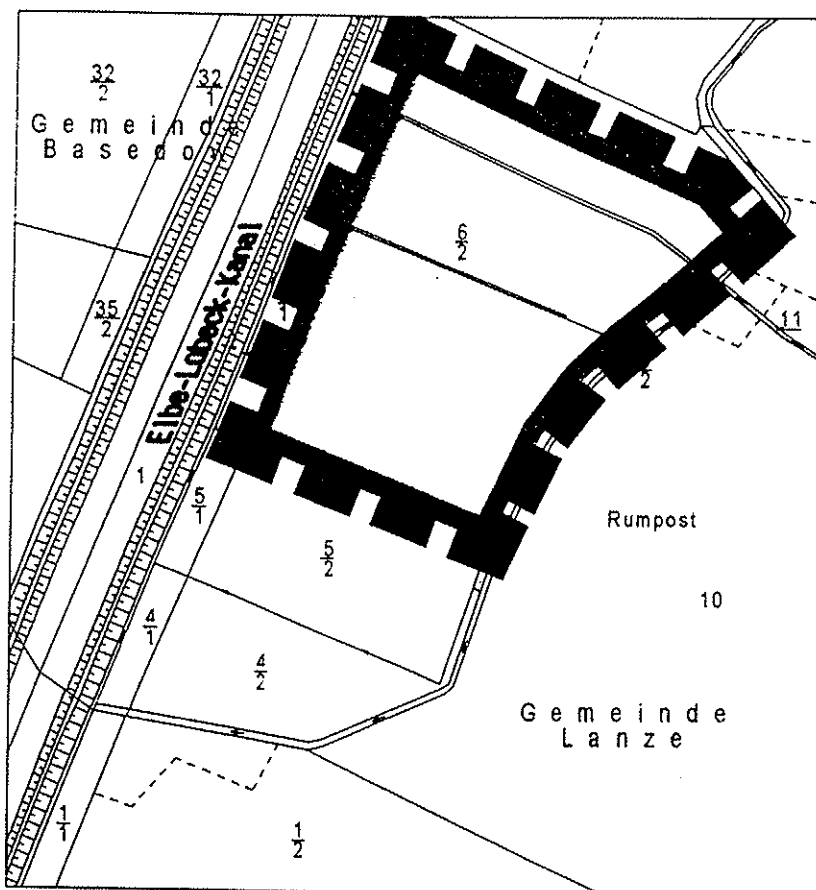 32/2
32/1
Gemeinde
Basedow
Elbe-Lübeck-Kanal
6/2
35/2
1
11
2
1
5/1
5/2
Rumpost
10
4/1
4/2
Gemeinde
Lanze
1/1
1/2